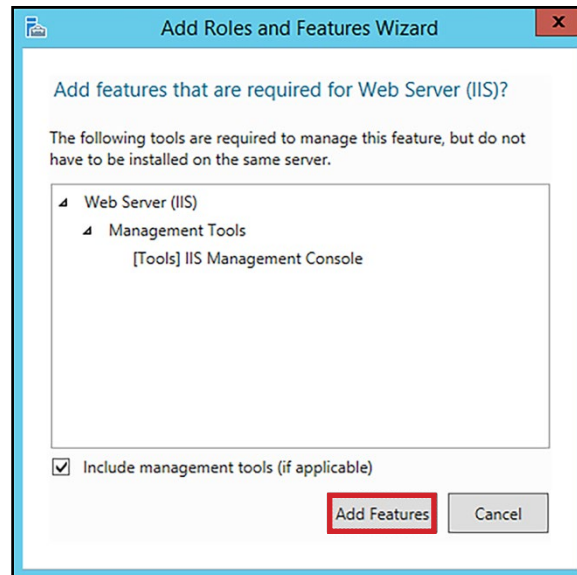 Add Roles and Features Wizard
x
Add features that are required for Web Server (IIS)?
The following tools are required to manage this feature, but do not
have to be installed on the same server.
Web Server (IIS)
Management Tools
[Tools] IIS Management Console
Include management tools (if applicable)
Add Features
Cancel